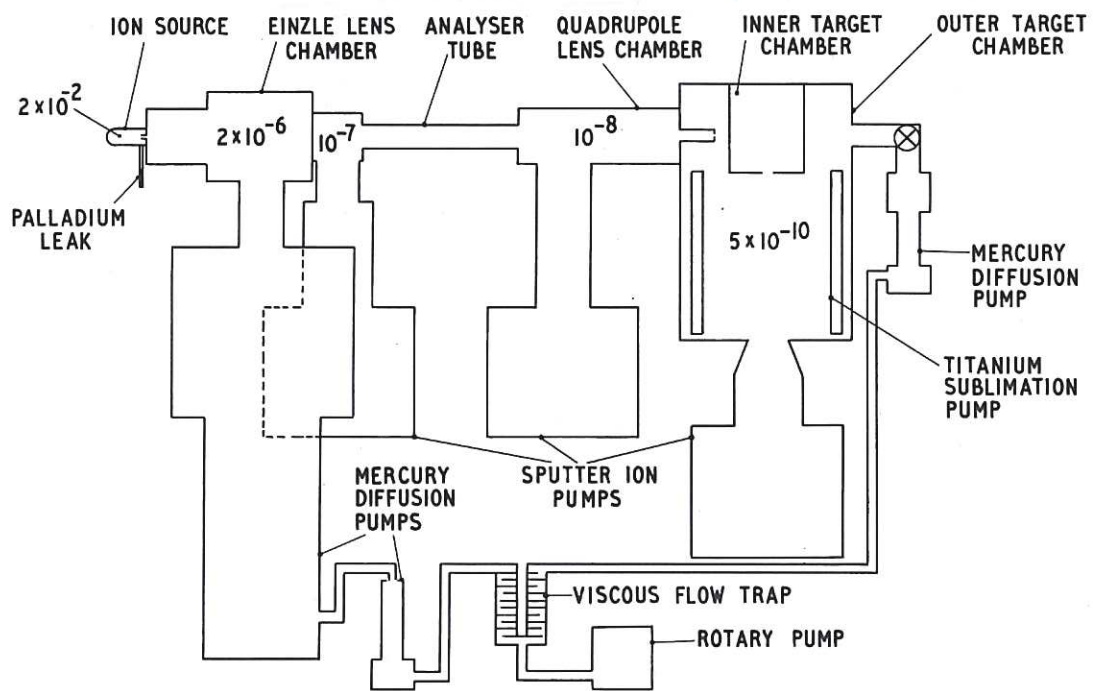 ION SOURCE
EINZLE LENS
CHAMBER
ANALYSER
TUBE
QUADRUPOLE
LENS CHAMBER
INNER TARGET
CHAMBER
OUTER TARGET
CHAMBER
2 × 10⁻²
2 × 10⁻⁶
10⁻⁷
10⁻⁸
PALLADIUM
LEAK
5 × 10⁻¹⁰
MERCURY
DIFFUSION
PUMP
TITANIUM
SUBLIMATION
PUMP
MERCURY
DIFFUSION
PUMPS
SPUTTER ION
PUMPS
VISCOUS FLOW TRAP
ROTARY PUMP